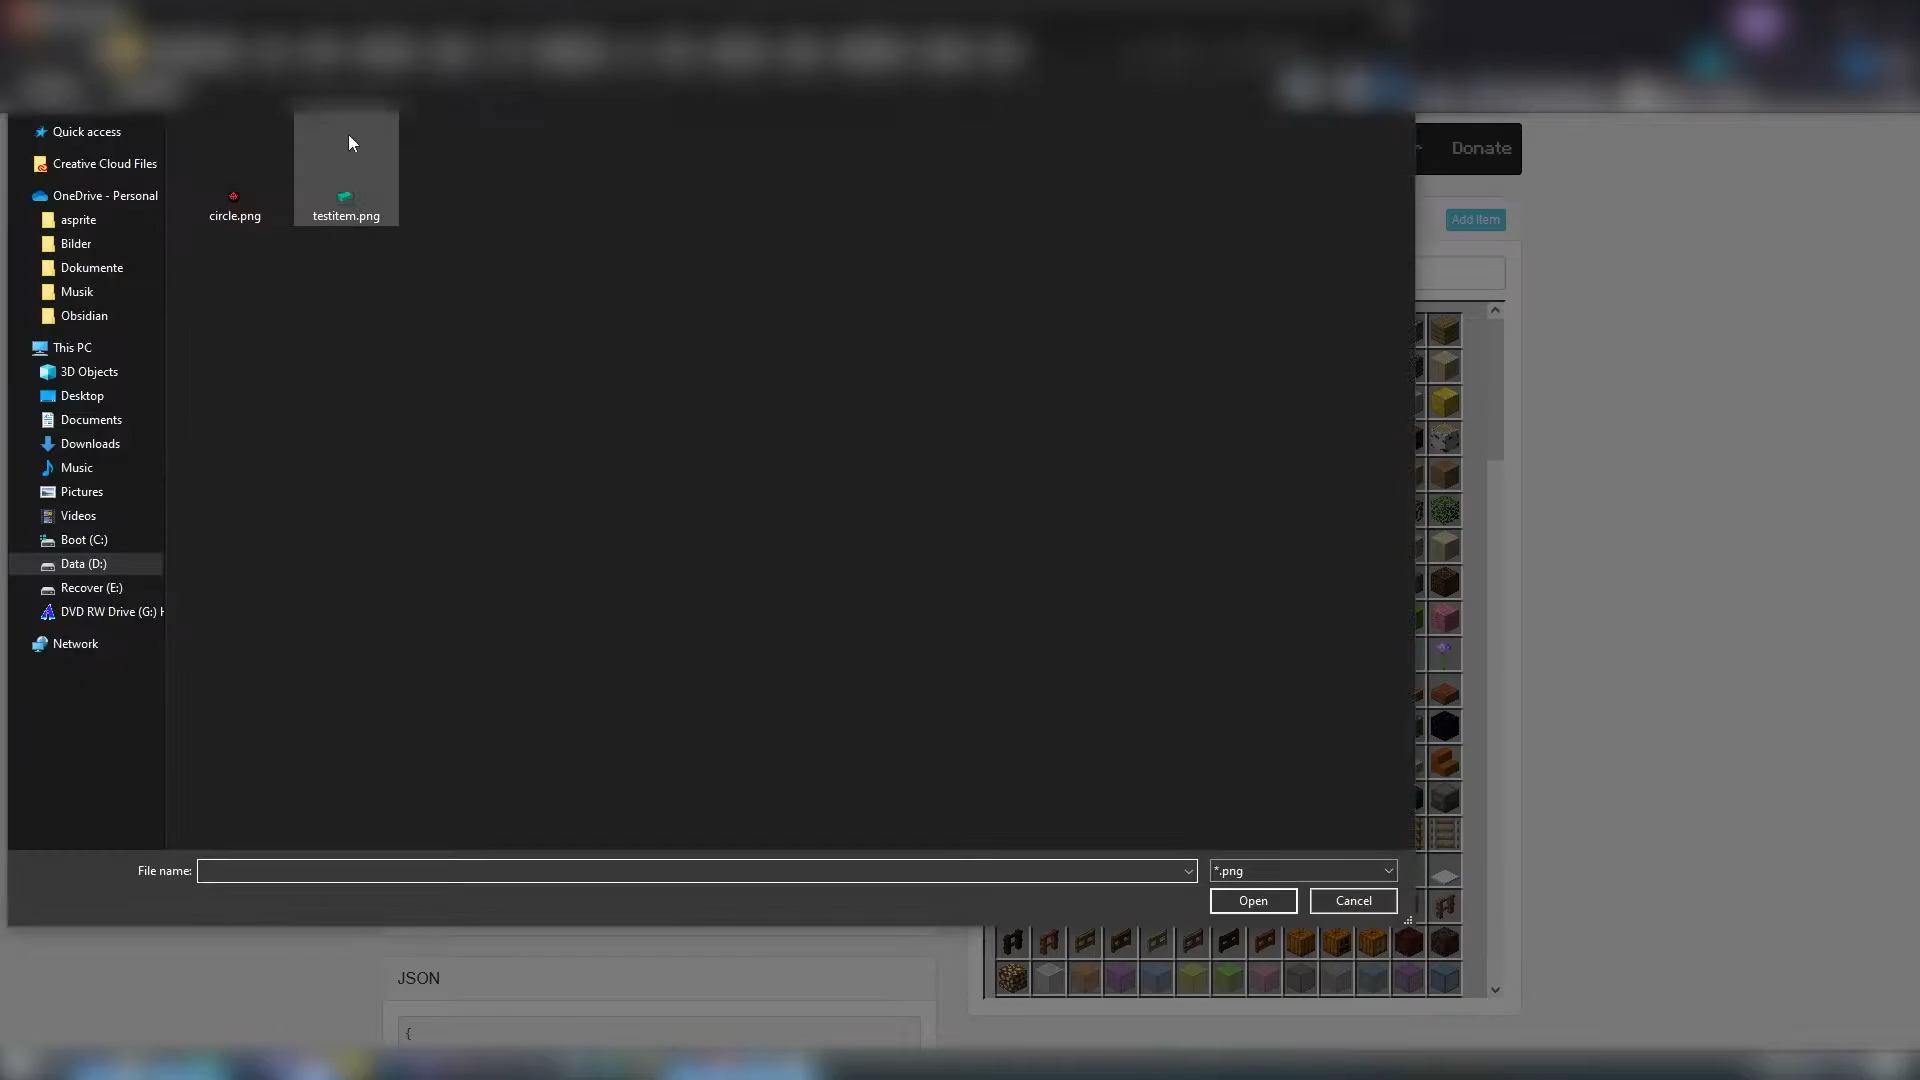 Quick access
Creative Cloud Files
OneDrive - Personal
asprite
Bilder
Dokumente
Musik
Obsidian
This PC
3D Objects
Desktop
Documents
Downloads
Music
Pictures
Videos
Boot (C:)
Data (D:)
Recover (E:)
DVD RW Drive (G:) H
Network
circle.png
testitem.png
Donate
Add Item
File name:
*.png
Open
Cancel
JSON
{